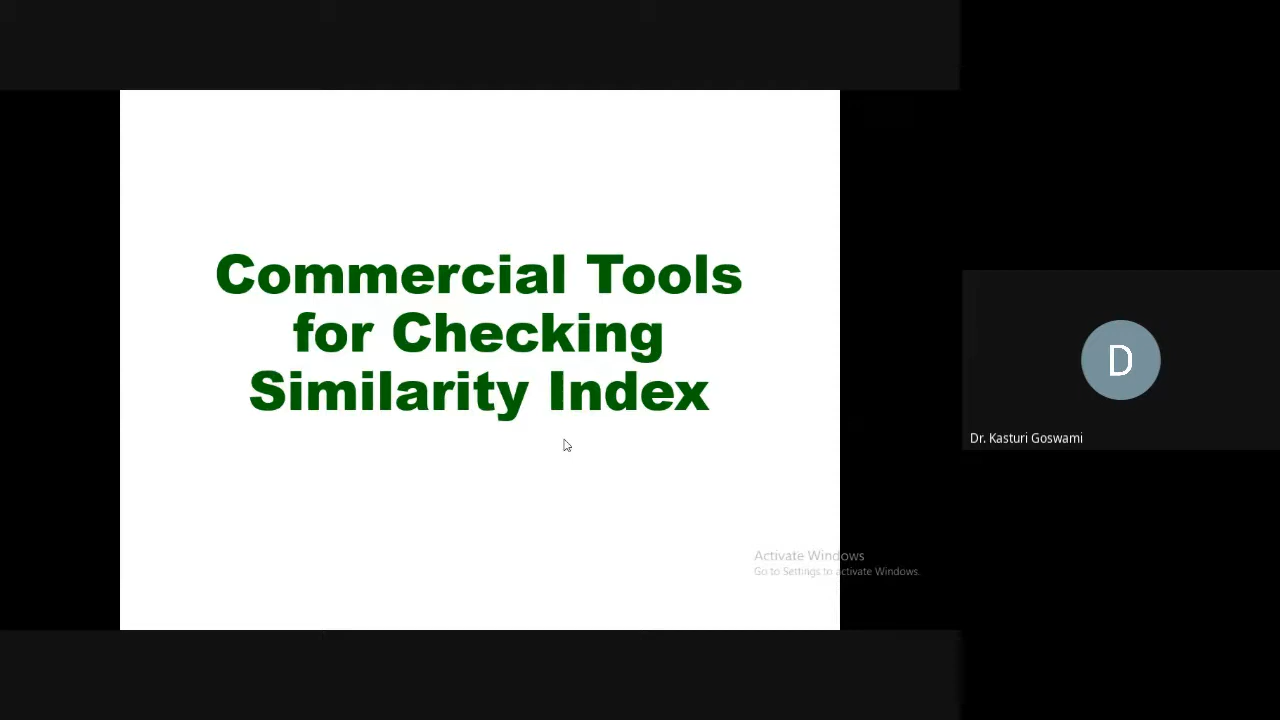 Commercial Tools
for Checking
Similarity Index
D
Dr. Kasturi Goswami
Activate Windows
Go to Settings to activate Windows.